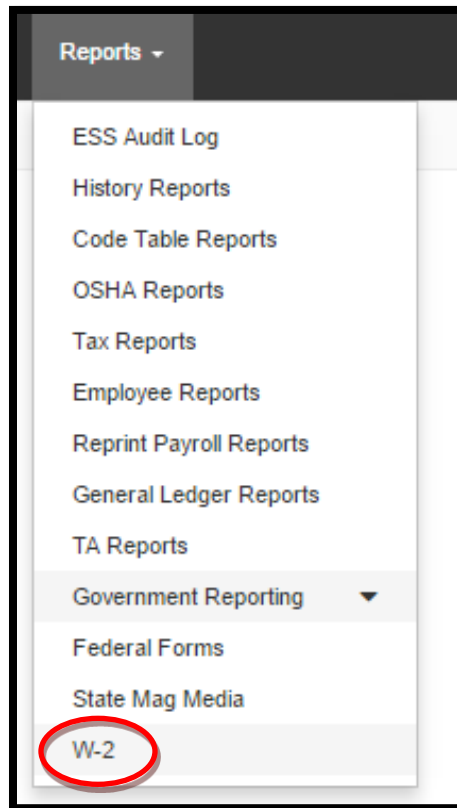 Reports
ESS Audit Log
History Reports
Code Table Reports
OSHA Reports
Tax Reports
Employee Reports
Reprint Payroll Reports
General Ledger Reports
TA Reports
Government Reporting
Federal Forms
State Mag Media
W-2